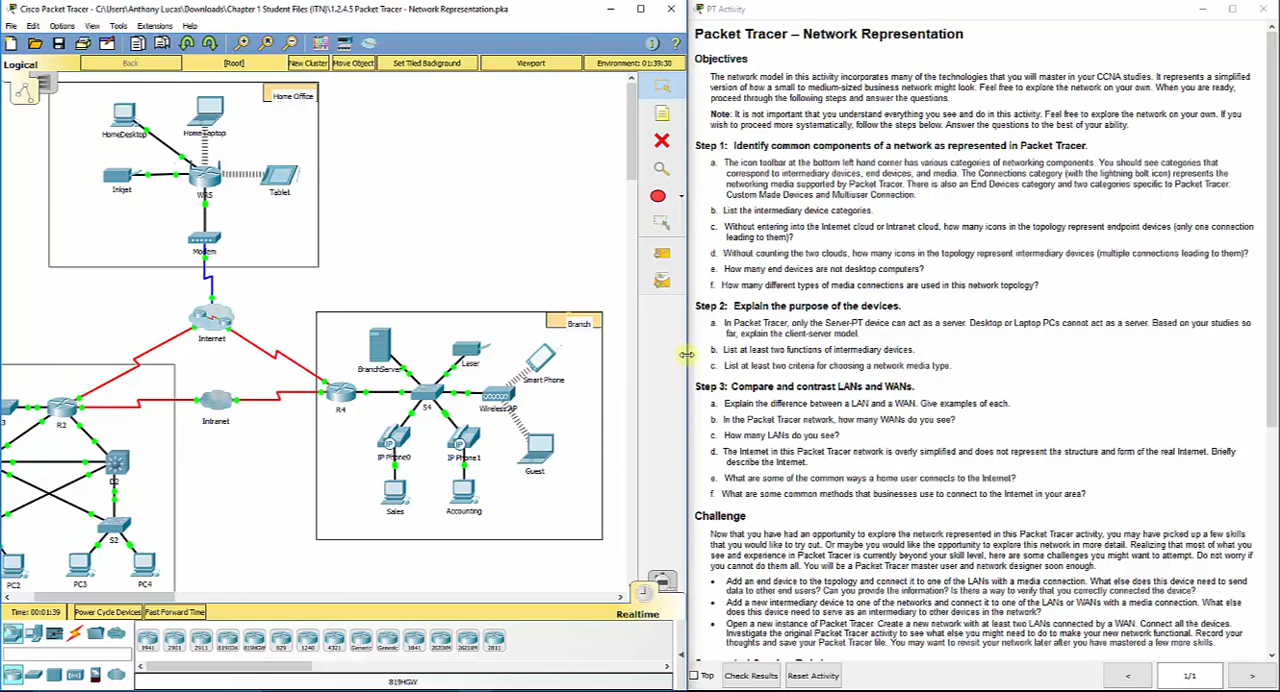 Cisco Packet Tracer - C:\Users\Anthony Lucas\Downloads\Chapter 1 Student Files (ITN)\1.2.4.5 Packet Tracer - Network Representation.pka
File Edit Options View Tools Extensions Help
Logical Back [Root] New Cluster Move Object Set Tiled Background Viewport Environment: 01:39:30
Home Office
HomeDesktop
Home Laptop
Inkjet
WRS
Tablet
Modem
Internet
Branch
BranchServer
Laser
Smart Phone
R2
Intranet
R4
S4
Wireless AP
IP Phone0
IP Phone1
Guest
D2
Sales
Accounting
S2
PC2
PC3
PC4
Time: 00:01:39 Power Cycle Devices Fast Forward Time
Realtime
1941 2901 2911 819IOX 819HGW 829 1240 4321 Generic Generic 1841 2620XM 2621XM 2811
819HGW
PT Activity
Packet Tracer – Network Representation
Objectives
The network model in this activity incorporates many of the technologies that you will master in your CCNA studies. It represents a simplified
version of how a small to medium-sized business network might look. Feel free to explore the network on your own. When you are ready,
proceed through the following steps and answer the questions.
Note: It is not important that you understand everything you see and do in this activity. Feel free to explore the network on your own. If you
wish to proceed more systematically, follow the steps below. Answer the questions to the best of your ability.
Step 1: Identify common components of a network as represented in Packet Tracer.
a. The icon toolbar at the bottom left hand corner has various categories of networking components. You should see categories that
correspond to intermediary devices, end devices, and media. The Connections category (with the lightning bolt icon) represents the
networking media supported by Packet Tracer. There is also an End Devices category and two categories specific to Packet Tracer:
Custom Made Devices and Multiuser Connection.
b. List the intermediary device categories.
c. Without entering into the Internet cloud or Intranet cloud, how many icons in the topology represent endpoint devices (only one connection
leading to them)?
d. Without counting the two clouds, how many icons in the topology represent intermediary devices (multiple connections leading to them)?
e. How many end devices are not desktop computers?
f. How many different types of media connections are used in this network topology?
Step 2: Explain the purpose of the devices.
a. In Packet Tracer, only the Server-PT device can act as a server. Desktop or Laptop PCs cannot act as a server. Based on your studies so
far, explain the client-server model.
b. List at least two functions of intermediary devices.
c. List at least two criteria for choosing a network media type.
Step 3: Compare and contrast LANs and WANs.
a. Explain the difference between a LAN and a WAN. Give examples of each.
b. In the Packet Tracer network, how many WANs do you see?
c. How many LANs do you see?
d. The Internet in this Packet Tracer network is overly simplified and does not represent the structure and form of the real Internet. Briefly
describe the Internet.
e. What are some of the common ways a home user connects to the Internet?
f. What are some common methods that businesses use to connect to the Internet in your area?
Challenge
Now that you have had an opportunity to explore the network represented in this Packet Tracer activity, you may have picked up a few skills
that you would like to try out. Or maybe you would like the opportunity to explore this network in more detail. Realizing that most of what you
see and experience in Packet Tracer is currently beyond your skill level, here are some challenges you might want to attempt. Do not worry if
you cannot do them all. You will be a Packet Tracer master user and network designer soon enough.
• Add an end device to the topology and connect it to one of the LANs with a media connection. What else does this device need to send
data to other end users? Can you provide the information? Is there a way to verify that you correctly connected the device?
• Add a new intermediary device to one of the networks and connect it to one of the LANs or WANs with a media connection. What else
does this device need to serve as an intermediary to other devices in the network?
• Open a new instance of Packet Tracer. Create a new network with at least two LANs connected by a WAN. Connect all the devices.
Investigate the original Packet Tracer activity to see what else you might need to do to make your new network functional. Record your
thoughts and save your Packet Tracer file. You may want to revisit your network later after you have mastered a few more skills.
Top Check Results Reset Activity < 1/1 >